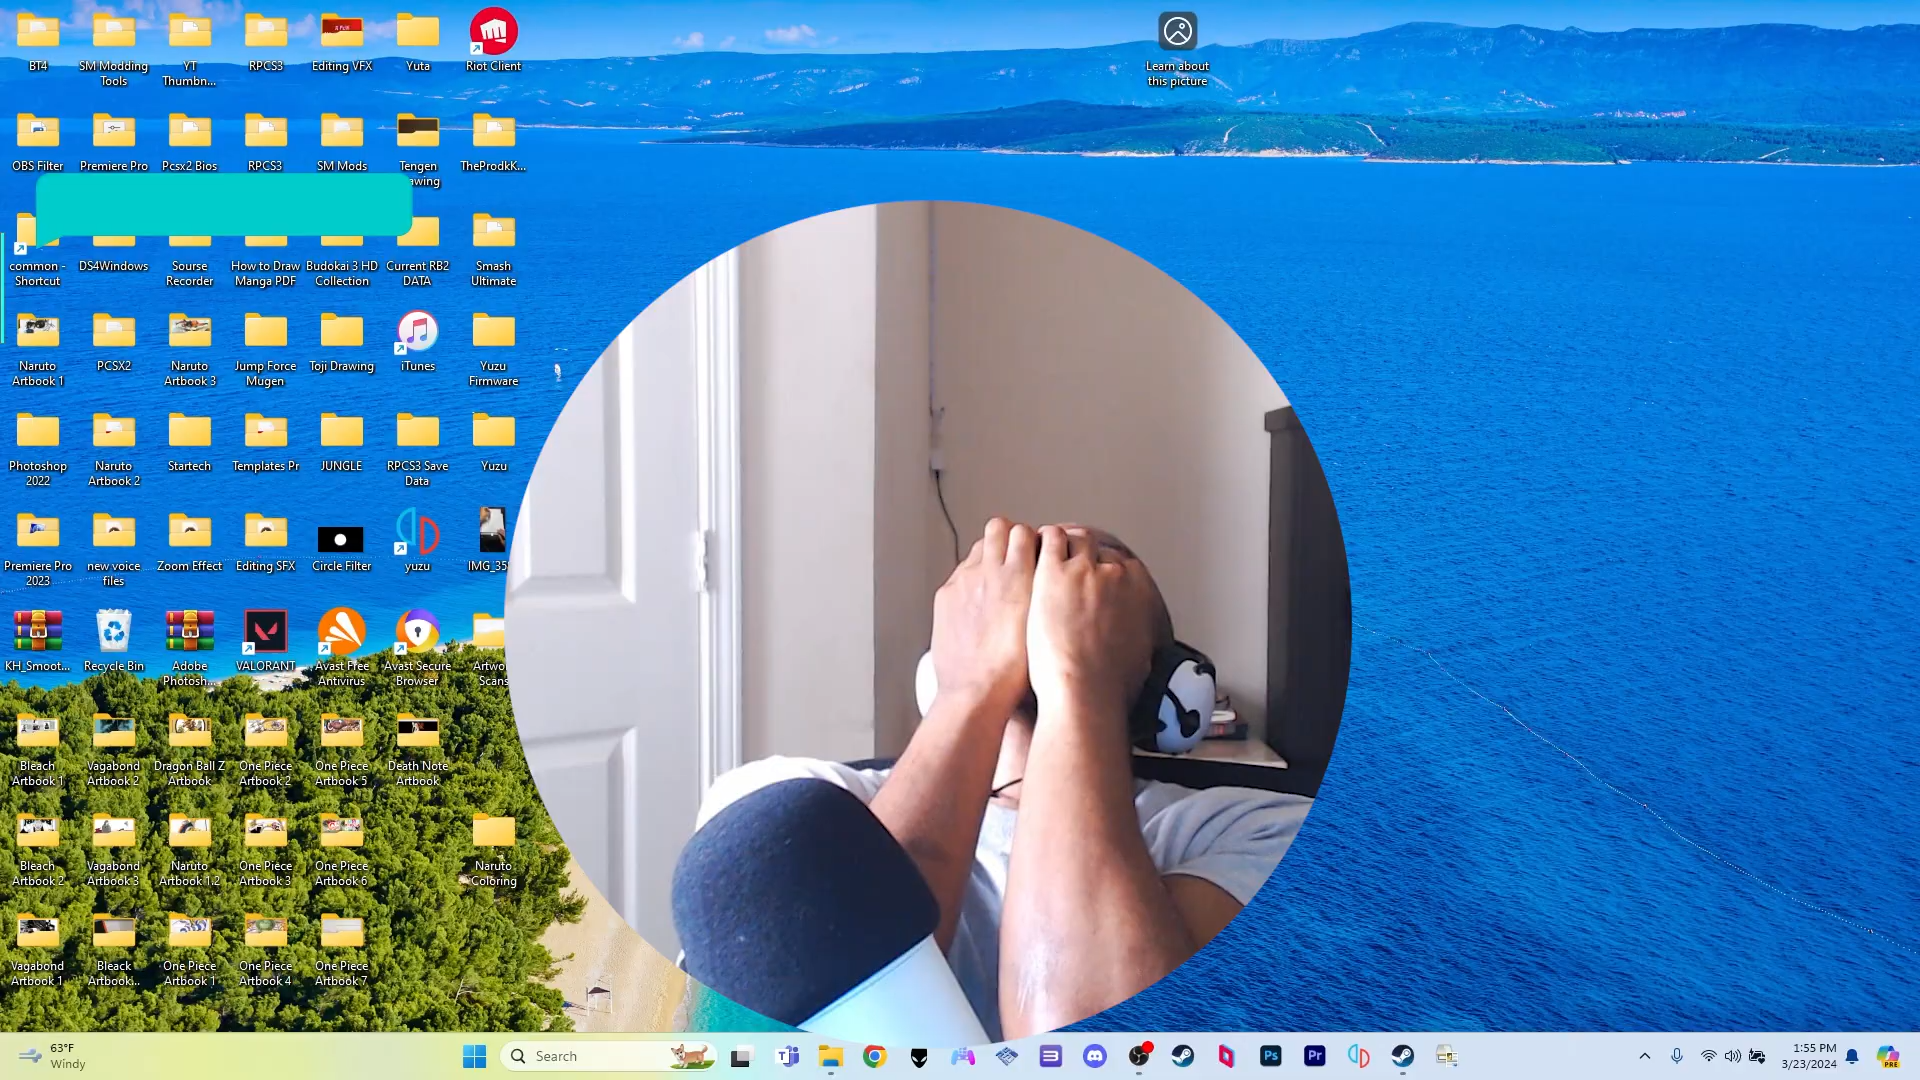 BT4
SM Modding
Tools
YT
Thumbn...
RPCS3
Editing VFX
Yuta
Riot Client
Learn about
this picture
OBS Filter
Premiere Pro
Pcsx2 Bios
RPCS3
SM Mods
Tengen
TheProdkK...
common -
Shortcut
DS4Windows
Sourse
Recorder
How to Draw
Manga PDF
Budokai 3 HD
Collection
Current RB2
DATA
Smash
Ultimate
Naruto
Artbook 1
PCSX2
Naruto
Artbook 3
Jump Force
Mugen
Toji Drawing
iTunes
Yuzu
Firmware
Photoshop
2022
Naruto
Artbook 2
Startech
Templates Pr
JUNGLE
RPCS3 Save
Data
Yuzu
Premiere Pro
2023
new voice
files
Zoom Effect
Editing SFX
Circle Filter
yuzu
KH_Smoot...
Recycle Bin
Adobe
Photosh...
VALORANT
Avast Free
Antivirus
Avast Secure
Browser
Scans
Bleach
Artbook 1
Vagabond
Artbook 2
Dragon Ball Z
Artbook
One Piece
Artbook 2
One Piece
Artbook 5
Death Note
Artbook
Bleach
Artbook 2
Vagabond
Artbook 3
Naruto
Artbook 1.2
One Piece
Artbook 3
One Piece
Artbook 6
Naruto
Coloring
Vagabond
Artbook 1
Bleack
Artbook...
One Piece
Artbook 1
One Piece
Artbook 4
One Piece
Artbook 7
63°F
Windy
Search
Ps
Pr
1:55 PM
3/23/2024
PRE